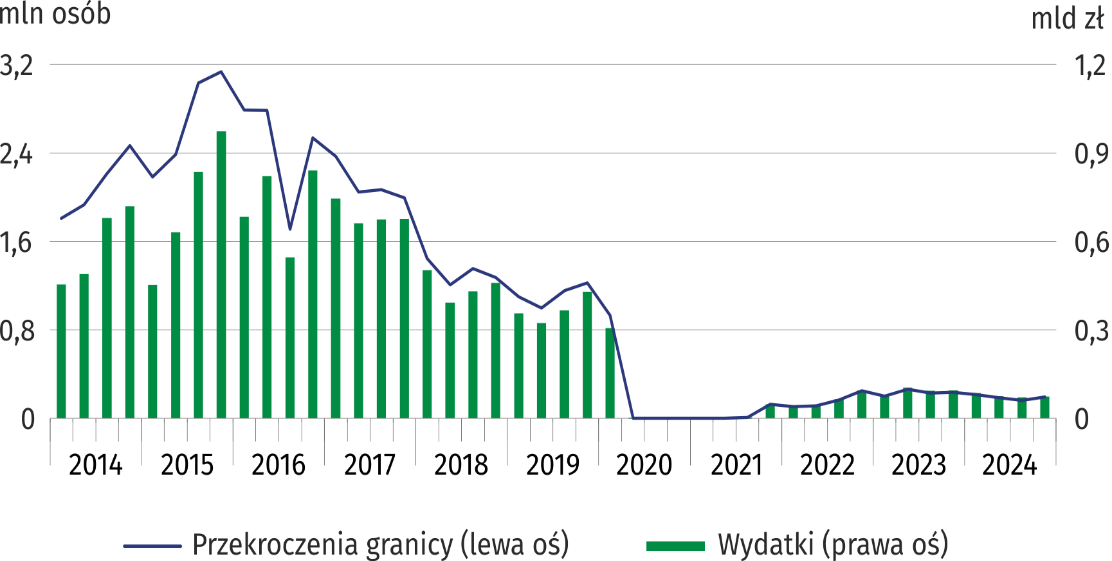 mln osób
mld zł
3,2
1,2
2,4
0,9
1,6
0,6
0,8
0,3
0
0
2014 2015 2016 2017 2018 2019 2020 2021 2022 2023 2024
Przekroczenia granicy (lewa oś)
Wydatki (prawa oś)